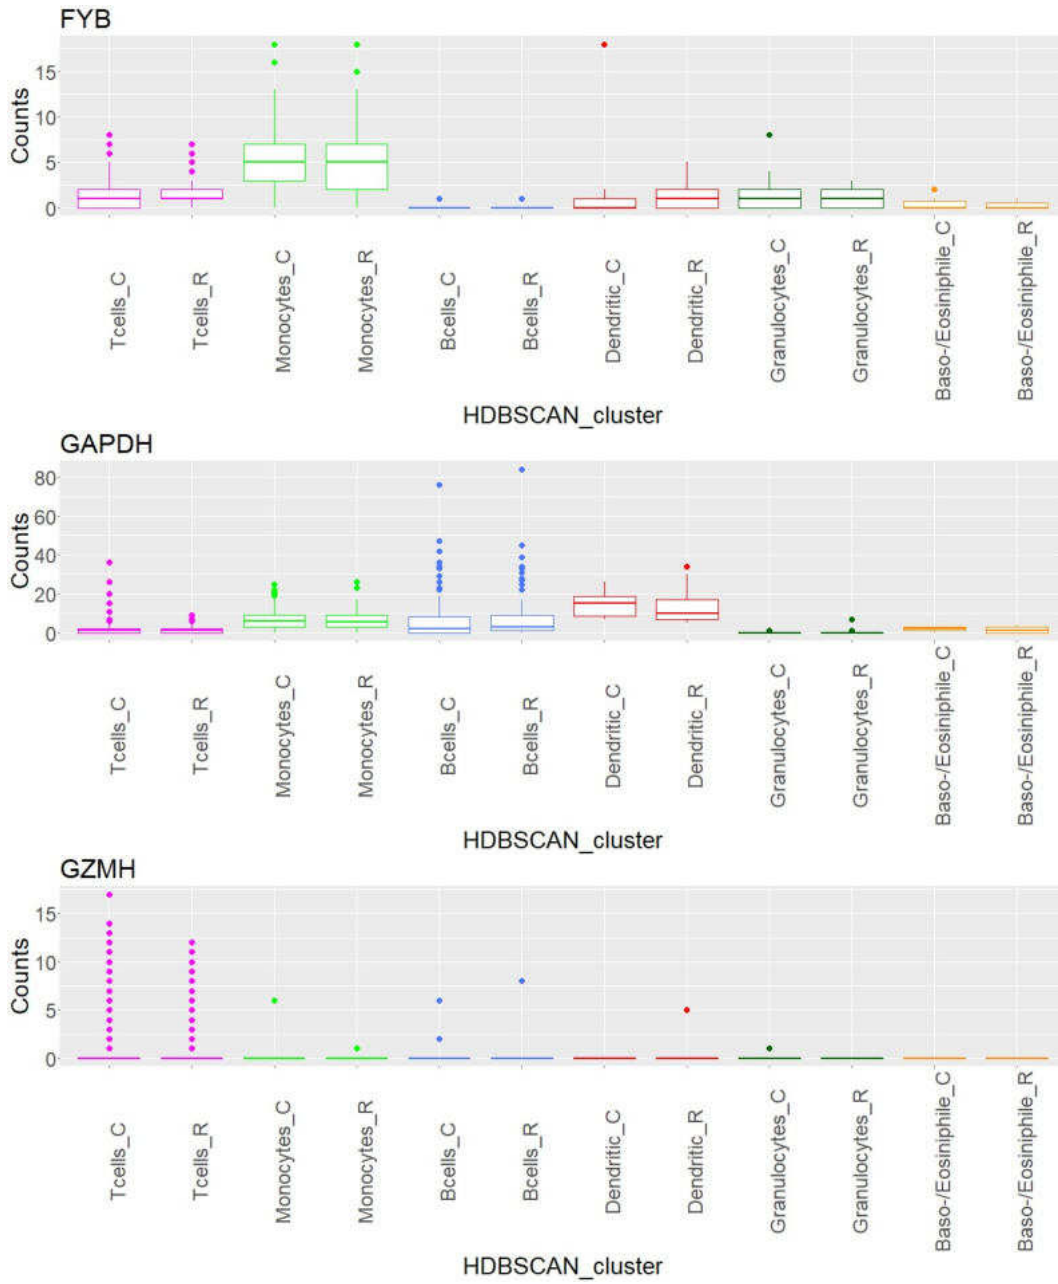 FYB
Counts
15
10
5
0
Tcells_C
Tcells_R
Monocytes_C
Monocytes_R
Bcells_C
Bcells_R
Dendritic_C
Dendritic_R
Granulocytes_C
Granulocytes_R
Baso-/Eosiniphile_C
Baso-/Eosiniphile_R
HDBSCAN_cluster
GAPDH
Counts
80
60
40
20
0
Tcells_C
Tcells_R
Monocytes_C
Monocytes_R
Bcells_C
Bcells_R
Dendritic_C
Dendritic_R
Granulocytes_C
Granulocytes_R
Baso-/Eosiniphile_C
Baso-/Eosiniphile_R
HDBSCAN_cluster
GZMH
Counts
15
10
5
0
Tcells_C
Tcells_R
Monocytes_C
Monocytes_R
Bcells_C
Bcells_R
Dendritic_C
Dendritic_R
Granulocytes_C
Granulocytes_R
Baso-/Eosiniphile_C
Baso-/Eosiniphile_R
HDBSCAN_cluster